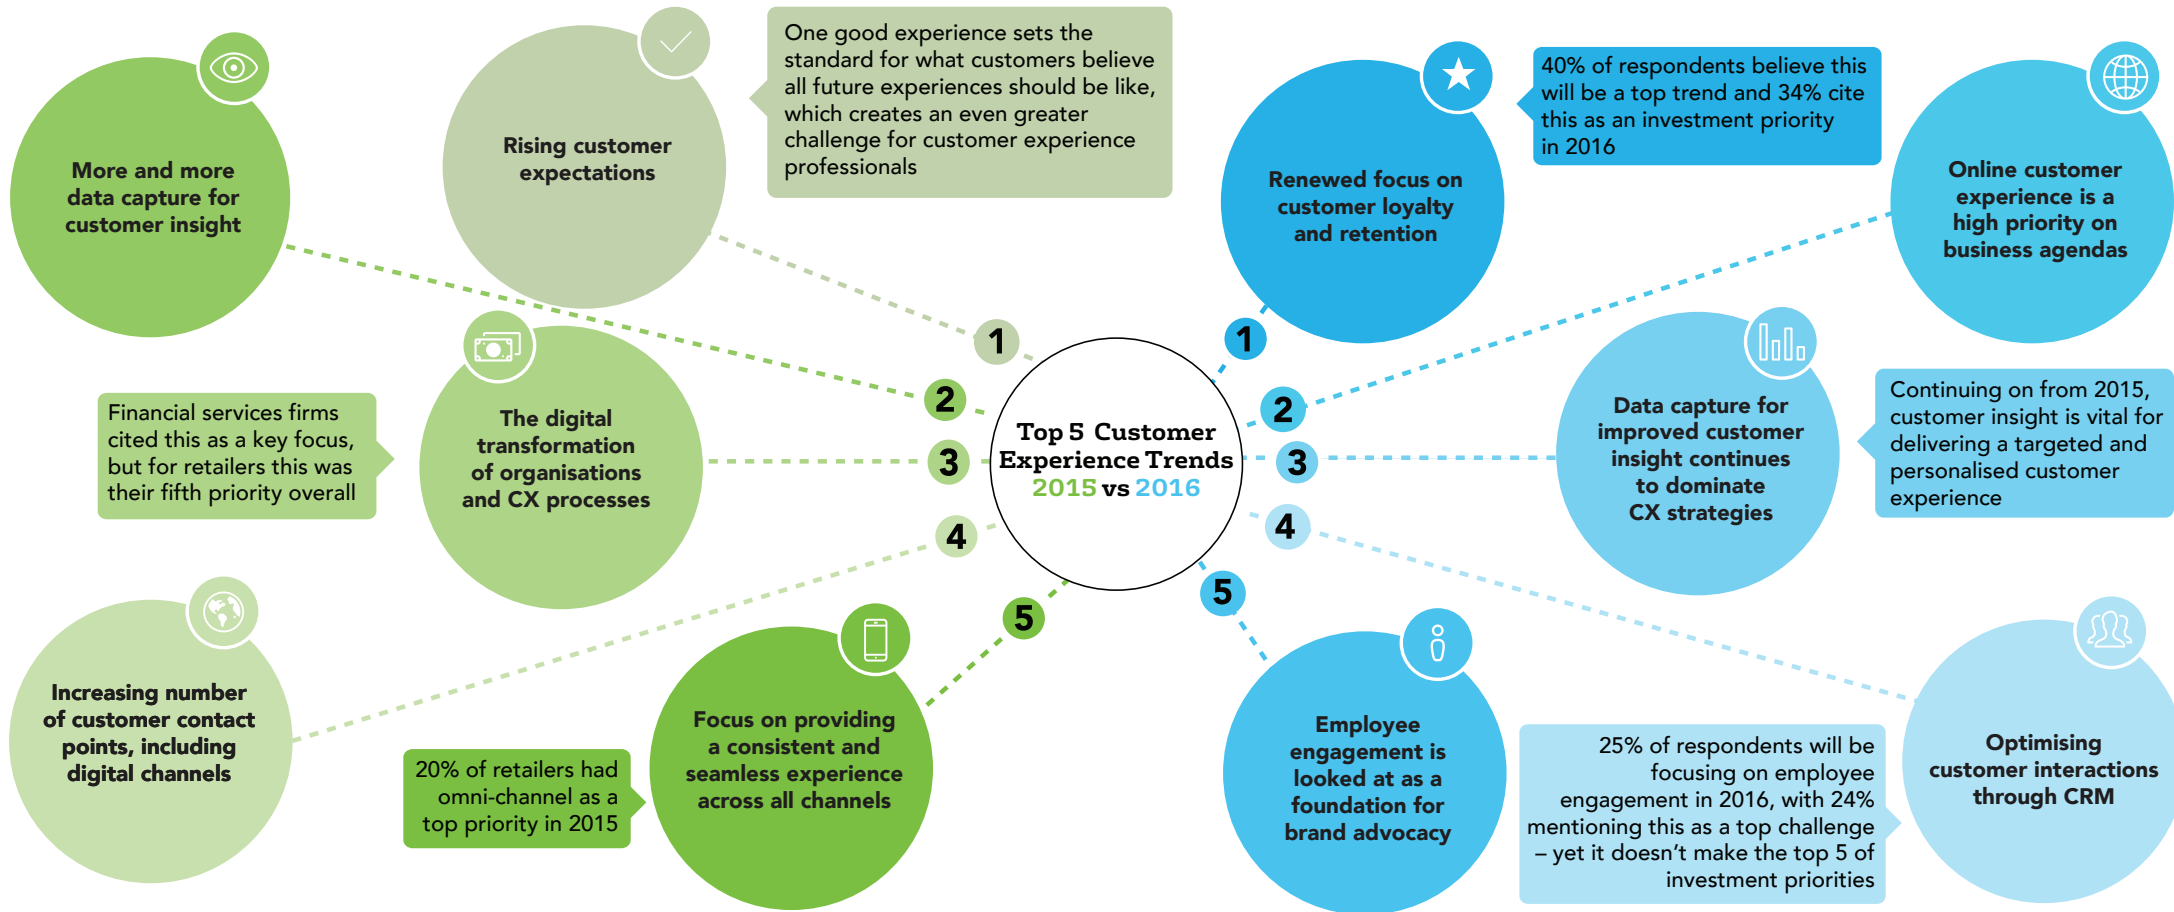 Top 5 Customer
Experience Trends
2015 vs 2016
1
Rising customer
expectations
One good experience sets the
standard for what customers believe
all future experiences should be like,
which creates an even greater
challenge for customer experience
professionals
2
More and more
data capture for
customer insight
3
The digital
transformation
of organisations
and CX processes
Financial services firms
cited this as a key focus,
but for retailers this was
their fifth priority overall
4
Increasing number
of customer contact
points, including
digital channels
5
Focus on providing
a consistent and
seamless experience
across all channels
20% of retailers had
omni-channel as a
top priority in 2015
1
Renewed focus on
customer loyalty
and retention
40% of respondents believe this
will be a top trend and 34% cite
this as an investment priority
in 2016
2
Online customer
experience is a
high priority on
business agendas
3
Data capture for
improved customer
insight continues
to dominate
CX strategies
Continuing on from 2015,
customer insight is vital for
delivering a targeted and
personalised customer
experience
4
Optimising
customer interactions
through CRM
5
Employee
engagement is
looked at as a
foundation for
brand advocacy
25% of respondents will be
focusing on employee
engagement in 2016, with 24%
mentioning this as a top challenge
– yet it doesn’t make the top 5 of
investment priorities